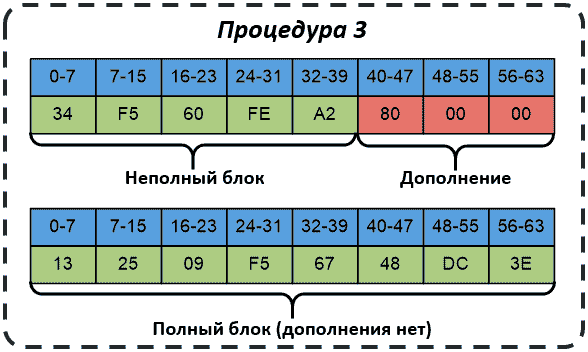 Процедура 3
0-7 7-15 16-23 24-31 32-39 40-47 48-55 56-63
34 F5 60 FE A2 80 00 00
Неполный блок Дополнение
0-7 7-15 16-23 24-31 32-39 40-47 48-55 56-63
13 25 09 F5 67 48 DC 3E
Полный блок (дополнения нет)